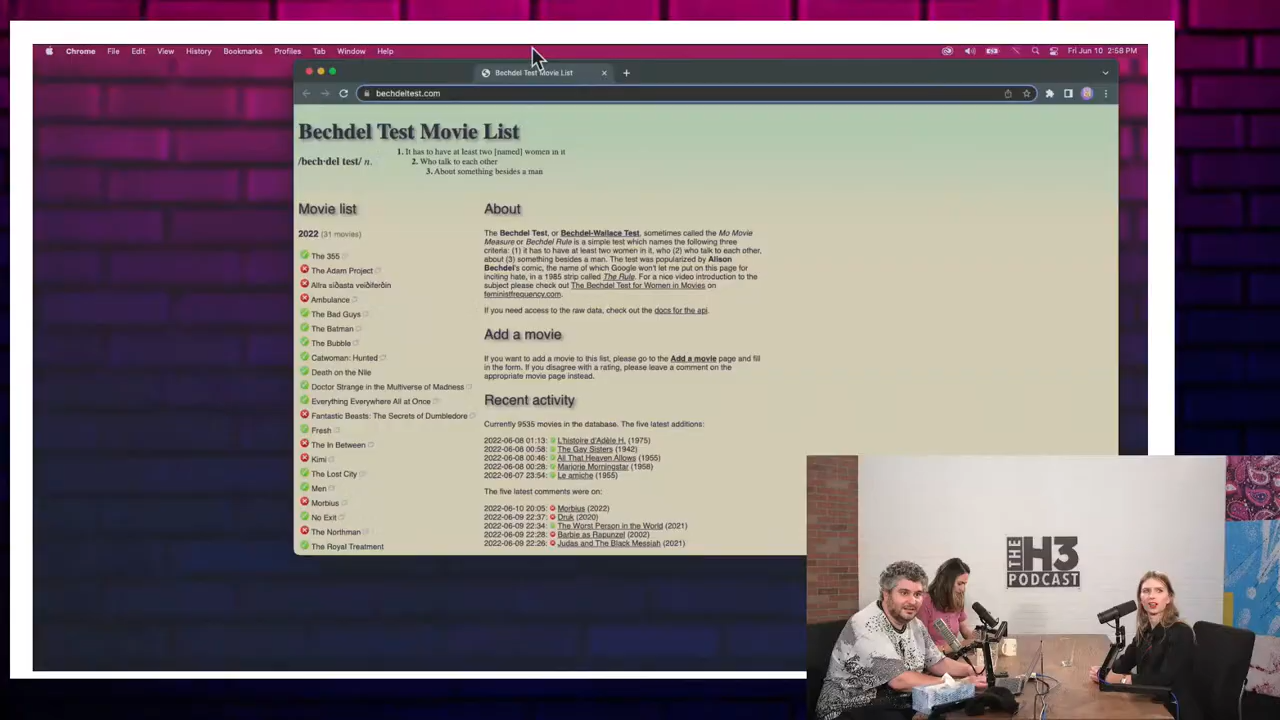 Chrome File Edit View History Bookmarks Profiles Tab Window Help Fri Jun 10 2:58 PM
Bechdel Test Movie List
bechdeltest.com
Bechdel Test Movie List
/bech·del test/ n.
1. It has to have at least two [named] women in it
2. Who talk to each other
3. About something besides a man
Movie list
2022 (31 movies)
The 355
The Adam Project
Allra síðasta veiðiferðin
Ambulance
The Bad Guys
The Batman
The Bubble
Catwoman: Hunted
Death on the Nile
Doctor Strange in the Multiverse of Madness
Everything Everywhere All at Once
Fantastic Beasts: The Secrets of Dumbledore
Fresh
The In Between
Kimi
The Lost City
Men
Morbius
No Exit
The Northman
The Royal Treatment
About
The Bechdel Test, or Bechdel-Wallace Test, sometimes called the Mo Movie
Measure or Bechdel Rule is a simple test which names the following three
criteria: (1) it has to have at least two women in it, who (2) who talk to each other,
about (3) something besides a man. The test was popularized by Alison
Bechdel's comic, the name of which Google won't let me put on this page for
inciting hate, in a 1985 strip called The Rule. For a nice video introduction to the
subject please check out The Bechdel Test for Women in Movies on
feministfrequency.com.
If you need access to the raw data, check out the docs for the api.
Add a movie
If you want to add a movie to this list, please go to the Add a movie page and fill
in the form. If you disagree with a rating, please leave a comment on the
appropriate movie page instead.
Recent activity
Currently 9535 movies in the database. The five latest additions:
2022-06-08 01:13: L'histoire d'Adèle H. (1975)
2022-06-08 00:58: The Gay Sisters (1942)
2022-06-08 00:46: All That Heaven Allows (1955)
2022-06-08 00:28: Marjorie Morningstar (1958)
2022-06-07 23:54: Le amiche (1955)
The five latest comments were on:
2022-06-10 20:05: Morbius (2022)
2022-06-09 22:37: Druk (2020)
2022-06-09 22:34: The Worst Person in the World (2021)
2022-06-09 22:28: Barbie as Rapunzel (2002)
2022-06-09 22:26: Judas and The Black Messiah (2021)
THE H3
PODCAST